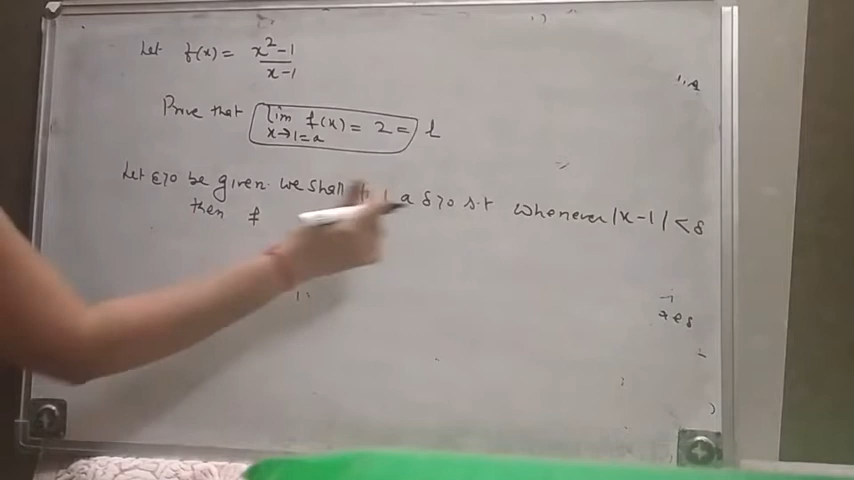 Let f(x) = x²-1 / x-1
Prove that lim x→1=a f(x) = 2 = l
Let ε>0 be given. we shall a δ>0 s.t whenever |x-1| < δ
then f